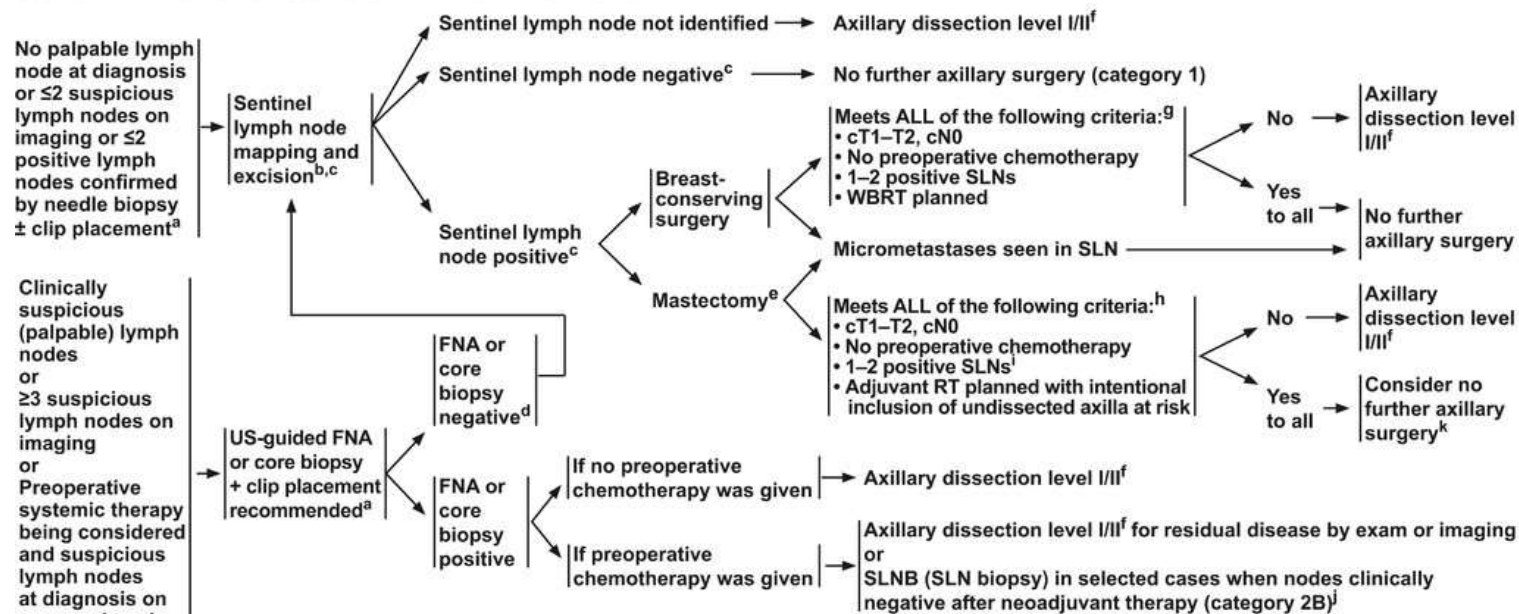 No palpable lymph
node at diagnosis
or ≤2 suspicious
lymph nodes on
imaging or ≤2
positive lymph
nodes confirmed
by needle biopsy
± clip placementᵃ
Sentinel
lymph node
mapping and
excisionᵇ,ᶜ
Sentinel lymph node not identified
Axillary dissection level I/IIᶠ
Sentinel lymph node negativeᶜ
No further axillary surgery (category 1)
Sentinel lymph
node positiveᶜ
Breast-
conserving
surgery
Meets ALL of the following criteria:ᵍ
• cT1–T2, cN0
• No preoperative chemotherapy
• 1–2 positive SLNs
• WBRT planned
No
Axillary
dissection level
I/IIᶠ
Yes
to all
No further
axillary surgery
Micrometastases seen in SLN
Mastectomyᵉ
Meets ALL of the following criteria:ʰ
• cT1–T2, cN0
• No preoperative chemotherapy
• 1–2 positive SLNsⁱ
• Adjuvant RT planned with intentional
inclusion of undissected axilla at risk
No
Axillary
dissection level
I/IIᶠ
Yes
to all
Consider no
further axillary
surgeryᵏ
Clinically
suspicious
(palpable) lymph
nodes
or
≥3 suspicious
lymph nodes on
imaging
or
Preoperative
systemic therapy
being considered
and suspicious
lymph nodes
at diagnosis on
US-guided FNA
or core biopsy
+ clip placement
recommendedᵃ
FNA or
core
biopsy
negativeᵈ
FNA or
core
biopsy
positive
If no preoperative
chemotherapy was given
Axillary dissection level I/IIᶠ
If preoperative
chemotherapy was given
Axillary dissection level I/IIᶠ for residual disease by exam or imaging
or
SLNB (SLN biopsy) in selected cases when nodes clinically
negative after neoadjuvant therapy (category 2B)ʲ